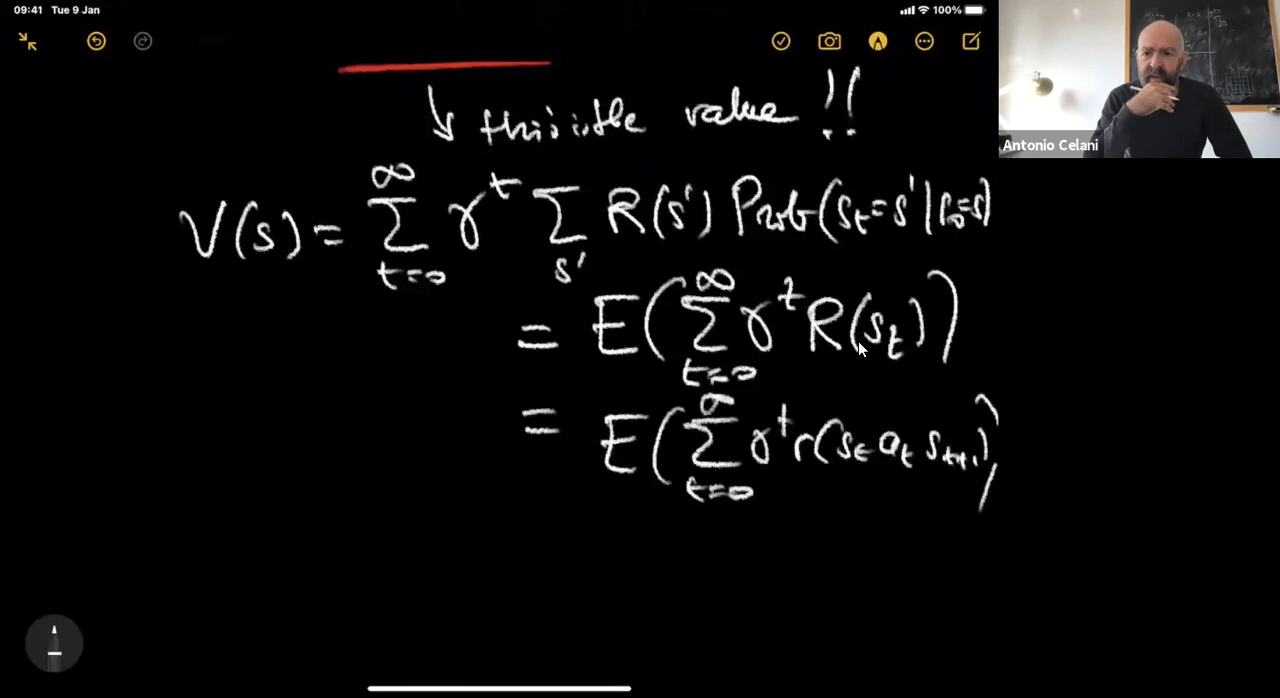 09:41 Tue 9 Jan 100%
Antonio Celani
↳ this is the value !!
V(s) = ∑_{t=0}^{∞} γ^t ∑_{s'} R(s') Prob(s_t=s'|s_0=s)
= E(∑_{t=0}^{∞} γ^t R(s_t))
= E(∑_{t=0}^{∞} γ^t r(s_t a_t s_{t+1}))